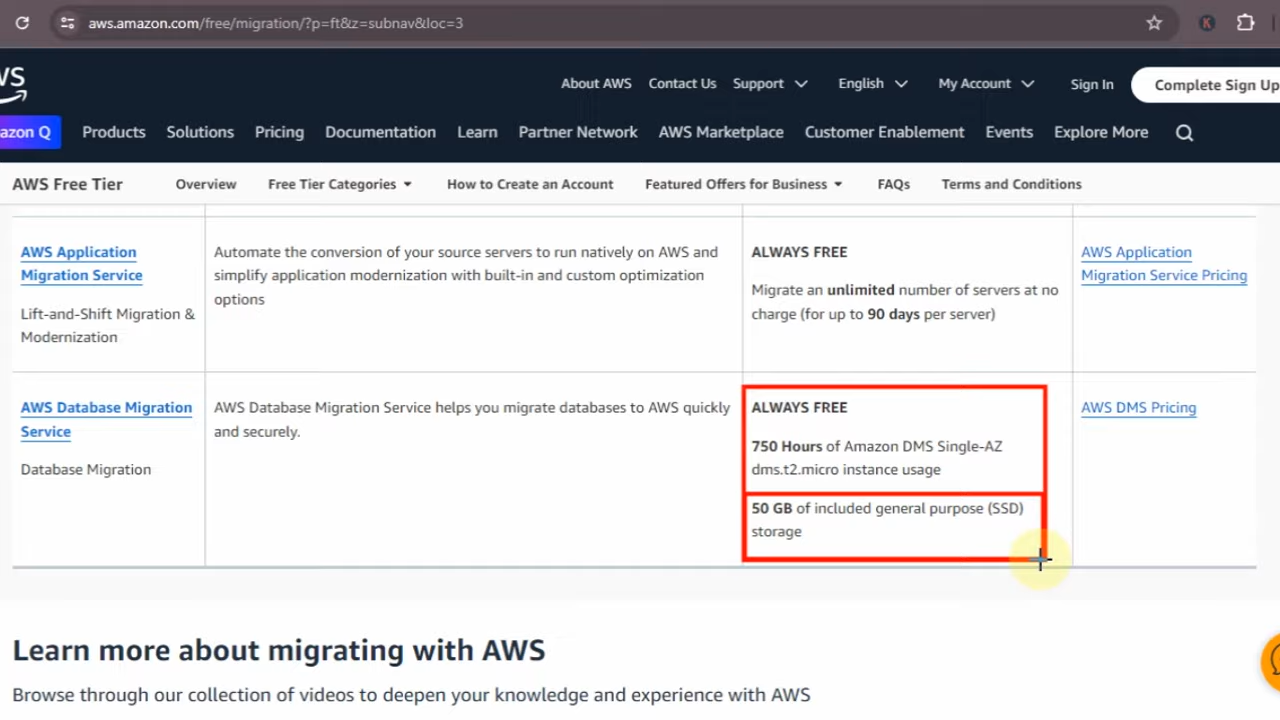 aws.amazon.com/free/migration/?p=ft&z=subnav&loc=3
K
WS
About AWS
Contact Us
Support
English
My Account
Sign In
Complete Sign Up
azon Q
Products
Solutions
Pricing
Documentation
Learn
Partner Network
AWS Marketplace
Customer Enablement
Events
Explore More
AWS Free Tier
Overview
Free Tier Categories
How to Create an Account
Featured Offers for Business
FAQs
Terms and Conditions
AWS Application
Migration Service
Lift-and-Shift Migration &
Modernization
Automate the conversion of your source servers to run natively on AWS and
simplify application modernization with built-in and custom optimization
options
ALWAYS FREE
Migrate an unlimited number of servers at no
charge (for up to 90 days per server)
AWS Application
Migration Service Pricing
AWS Database Migration
Service
Database Migration
AWS Database Migration Service helps you migrate databases to AWS quickly
and securely.
ALWAYS FREE
750 Hours of Amazon DMS Single-AZ
dms.t2.micro instance usage
50 GB of included general purpose (SSD)
storage
AWS DMS Pricing
Learn more about migrating with AWS
Browse through our collection of videos to deepen your knowledge and experience with AWS